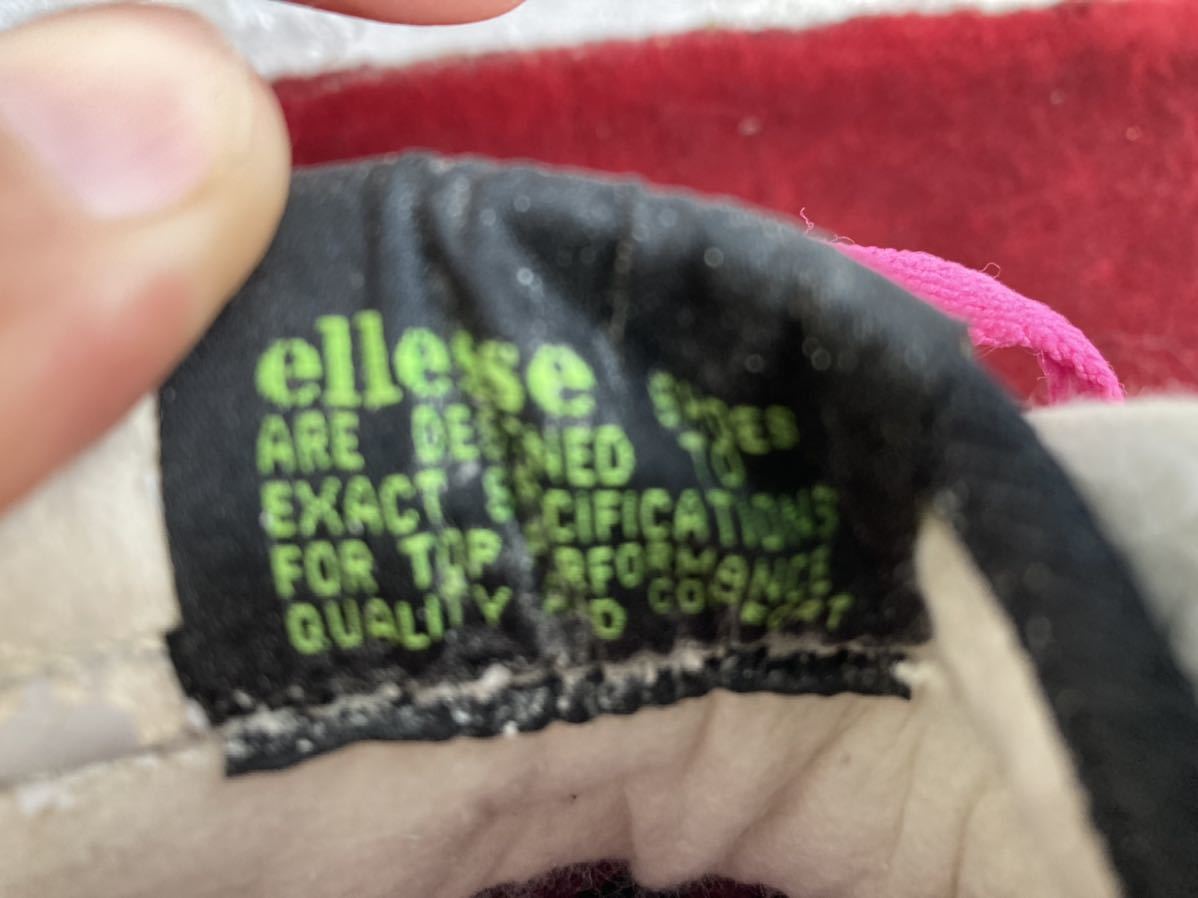 ellesse SHOES
ARE DESIGNED TO
EXACT SPECIFICATIONS
FOR TOP PERFORMANCE
QUALITY AND COMFORT